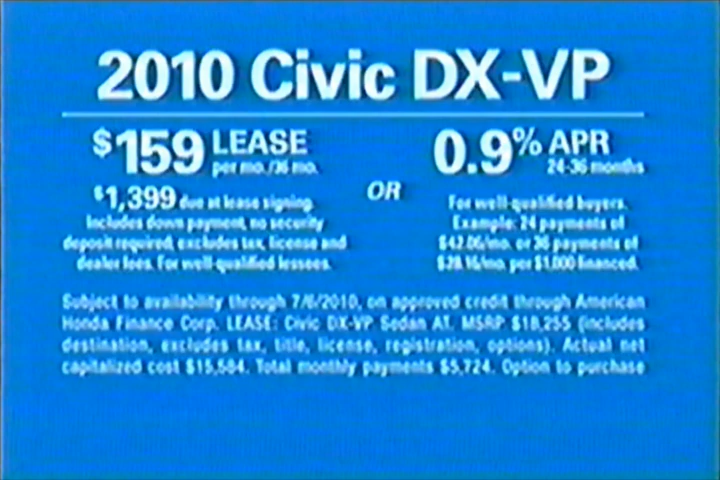 2010 Civic DX-VP
$159 LEASE
per mo./36 mo.
$1,399 due at lease signing.
Includes down payment, no security
deposit required, excludes tax, license and
dealer fees. For well-qualified lessees.
OR
0.9% APR
24-36 months
For well-qualified buyers.
Example: 24 payments of
$42.06/mo. or 36 payments of
$28.16/mo. per $1,000 financed.
Subject to availability through 7/6/2010, on approved credit through American
Honda Finance Corp. LEASE: Civic DX-VP Sedan AT. MSRP $18,255 (includes
destination, excludes tax, title, license, registration, options). Actual net
capitalized cost $15,584. Total monthly payments $5,724. Option to purchase